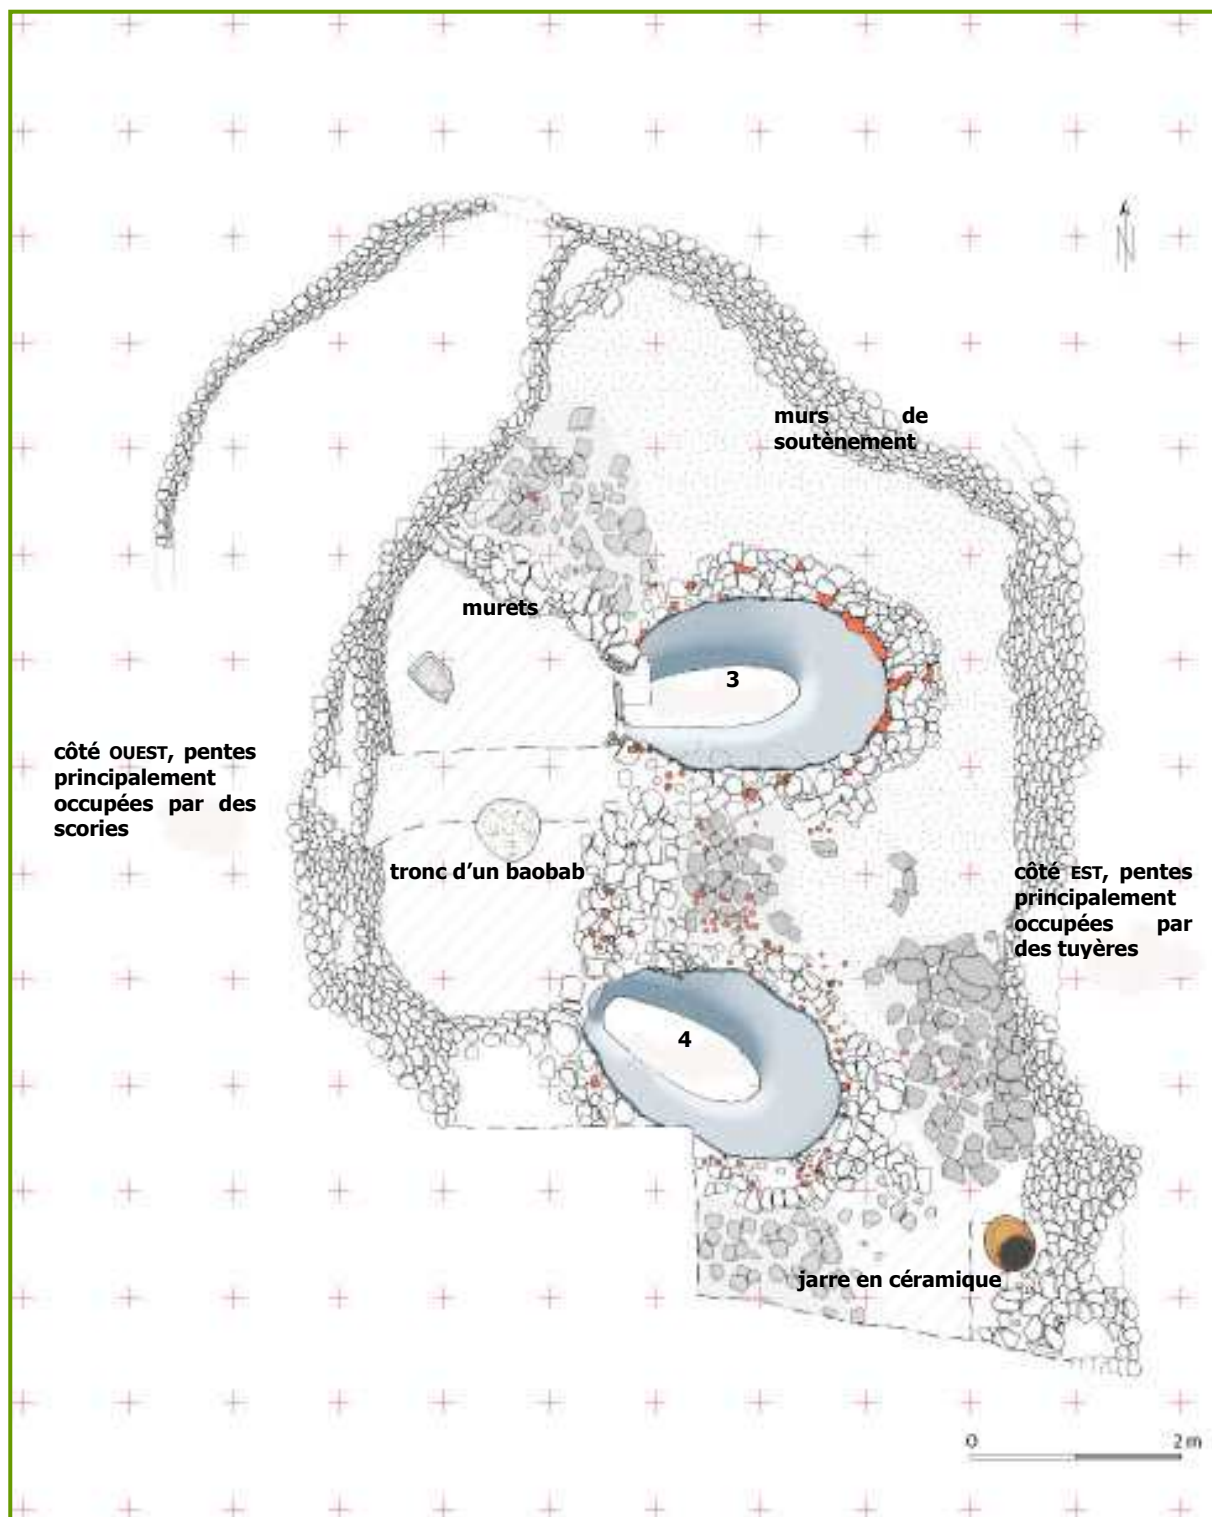 N
murs de
soutènement
murets
3
côté OUEST, pentes
principalement
occupées par des
scories
tronc d'un baobab
côté EST, pentes
principalement
occupées par
des tuyères
4
jarre en céramique
0 2 m